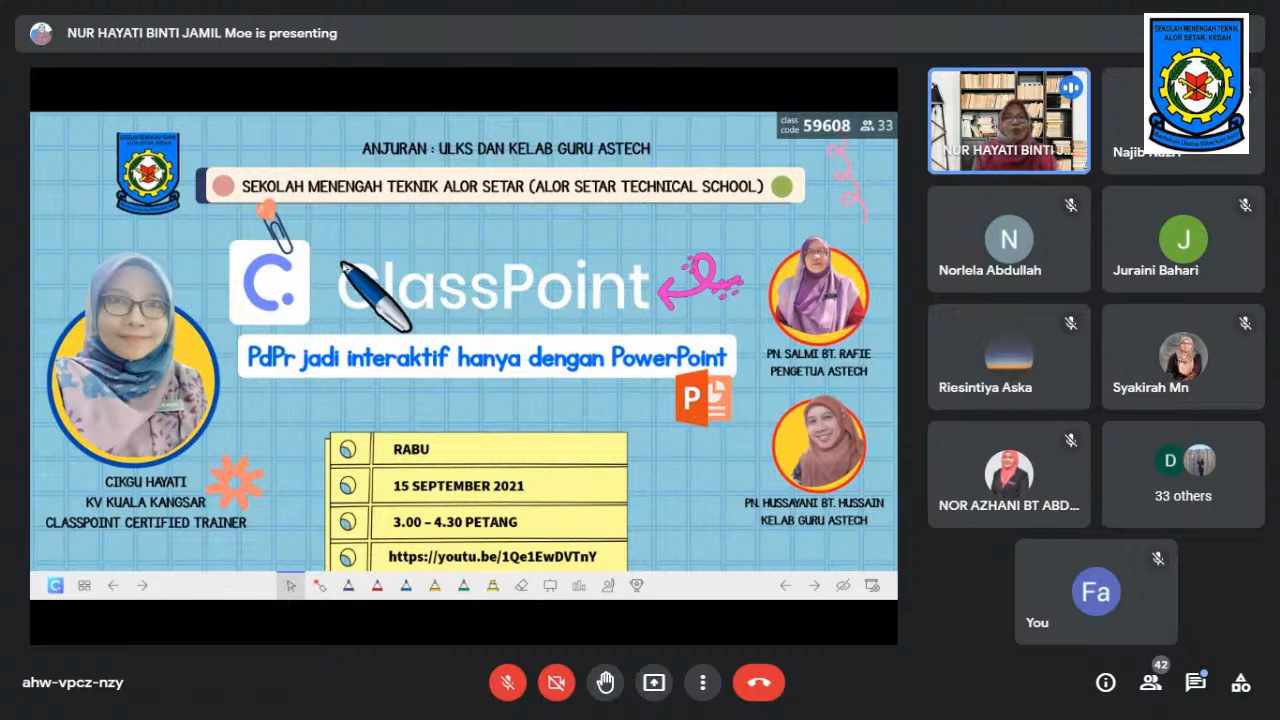 NUR HAYATI BINTI JAMIL Moe is presenting
SEKOLAH MENENGAH TEKNIK
ALOR SETAR, KEDAH
class code 59608 33
ANJURAN : ULKS DAN KELAB GURU ASTECH
SEKOLAH MENENGAH TEKNIK ALOR SETAR (ALOR SETAR TECHNICAL SCHOOL)
C. ClassPoint
PdPr jadi interaktif hanya dengan PowerPoint
P
PN. SALMI BT. RAFIE
PENGETUA ASTECH
PN. HUSSAYANI BT. HUSSAIN
KELAB GURU ASTECH
CIKGU HAYATI
KV KUALA KANGSAR
CLASSPOINT CERTIFIED TRAINER
RABU
15 SEPTEMBER 2021
3.00 – 4.30 PETANG
https://youtu.be/1Qe1EwDVTnY
NUR HAYATI BINTI J...
Najib Nazri
N
Norlela Abdullah
J
Juraini Bahari
Riesintiya Aska
Syakirah Mn
NOR AZHANI BT ABD...
D
33 others
Fa
You
ahw-vpcz-nzy
42